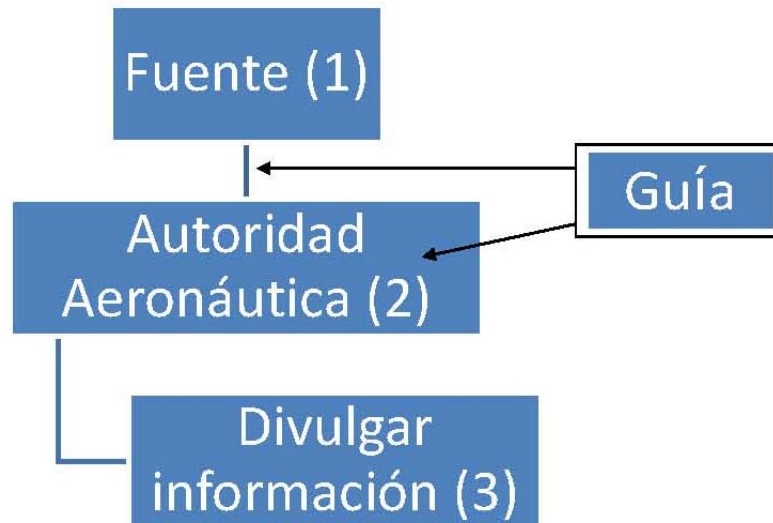 Fuente (1)
Guía
Autoridad
Aeronáutica (2)
Divulgar
información (3)